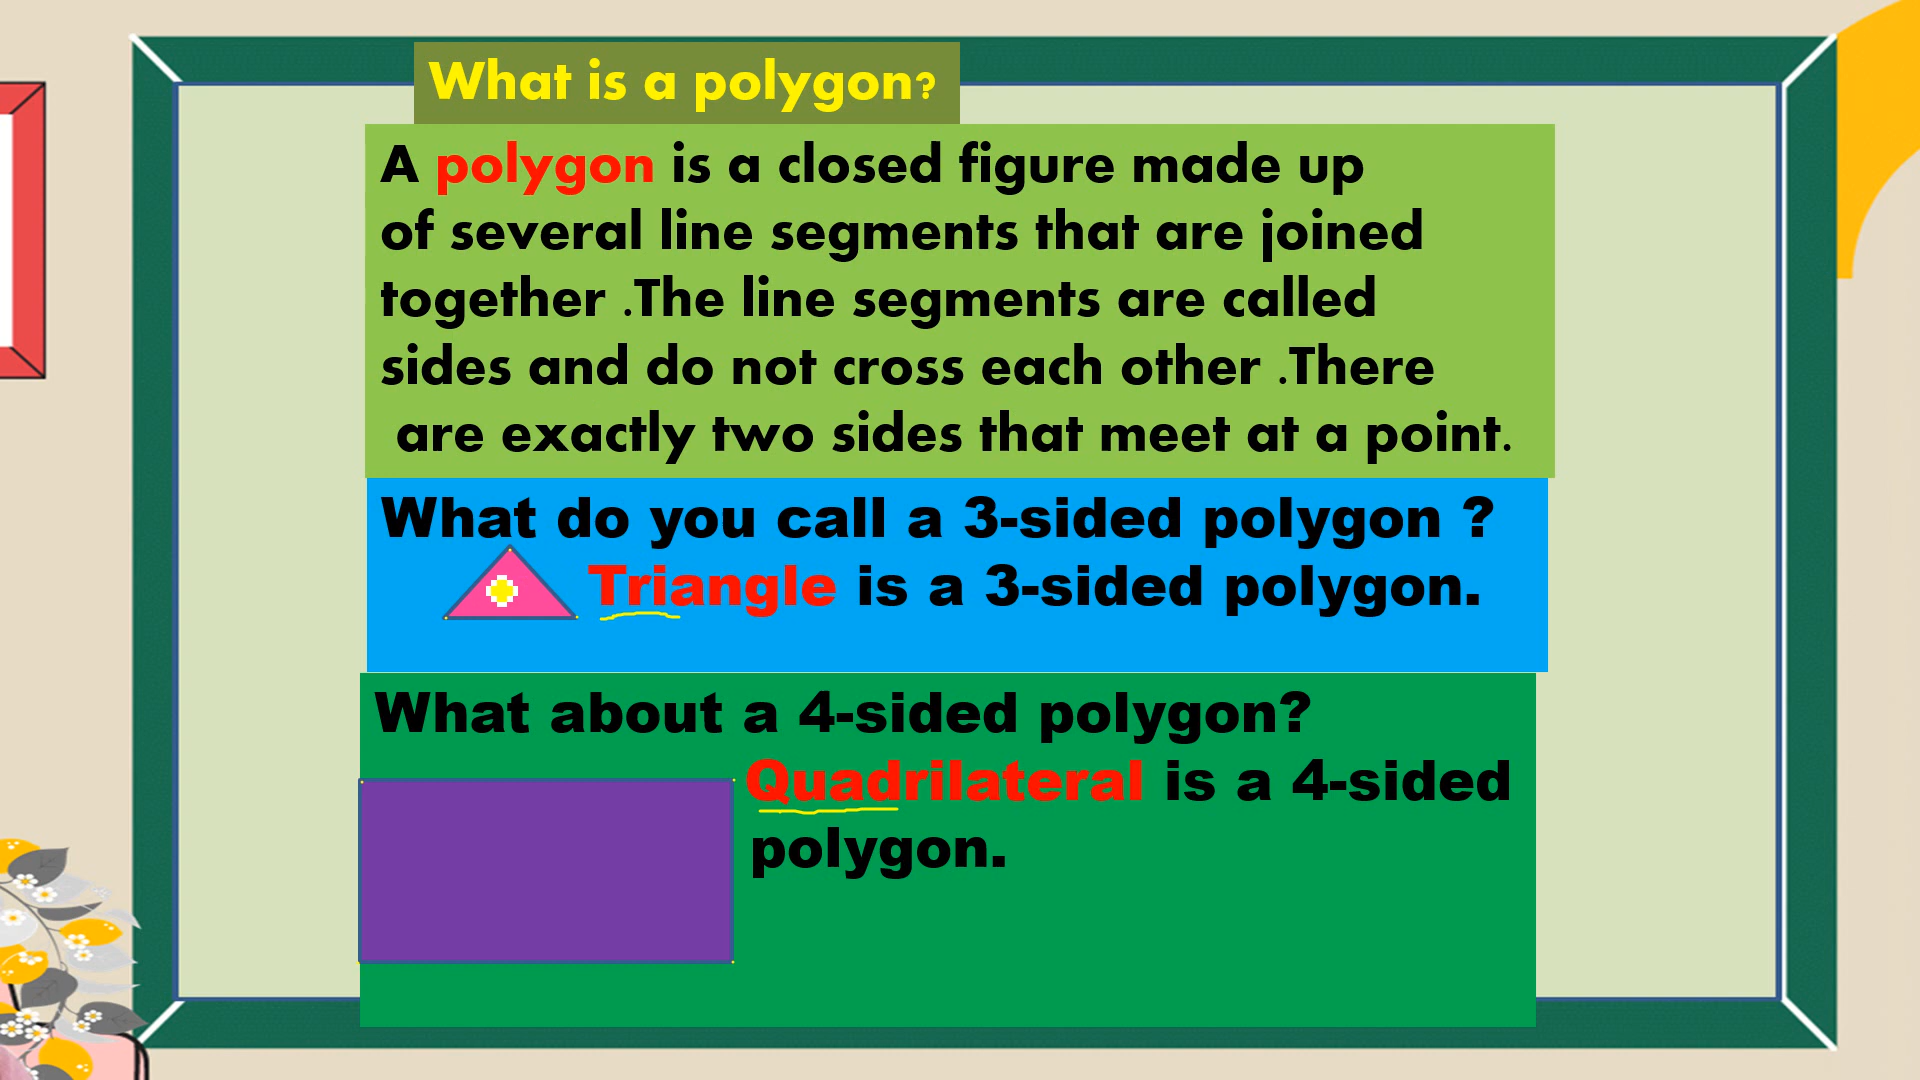 What is a polygon?
A polygon is a closed figure made up
of several line segments that are joined
together .The line segments are called
sides and do not cross each other .There
are exactly two sides that meet at a point.
What do you call a 3-sided polygon ?
Triangle is a 3-sided polygon.
What about a 4-sided polygon?
Quadrilateral is a 4-sided
polygon.